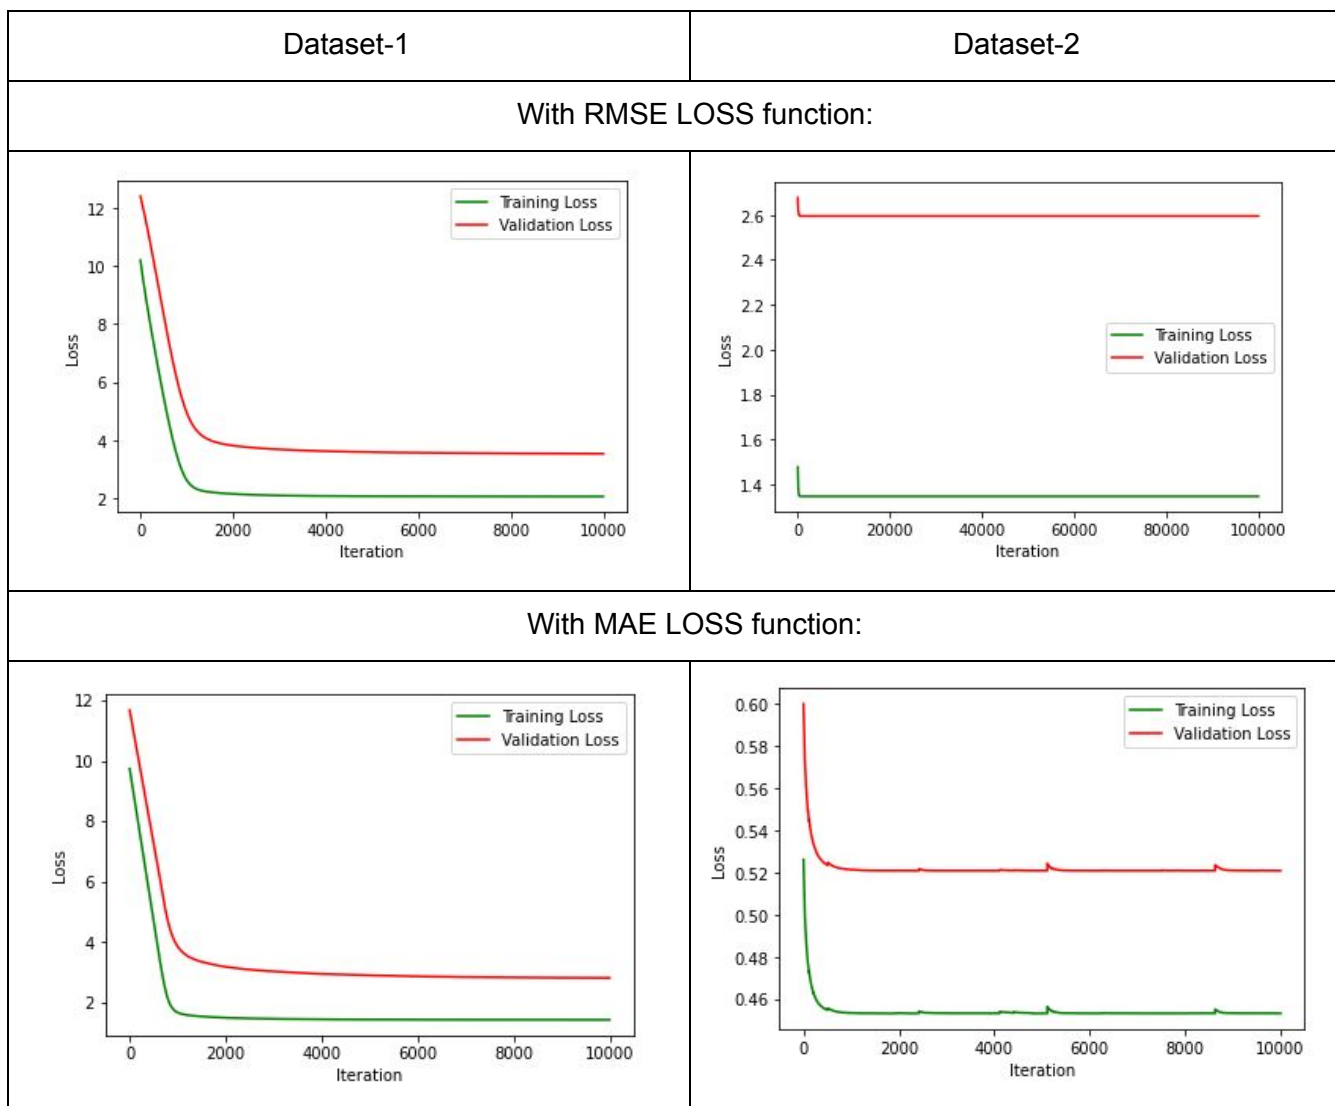 Dataset-1
Dataset-2
With RMSE LOSS function:
12
10
8
6
4
2
Loss
Training Loss
Validation Loss
0
2000
4000
6000
8000
10000
Iteration
2.6
2.4
2.2
2.0
1.8
1.6
1.4
Loss
Training Loss
Validation Loss
0
20000
40000
60000
80000
100000
Iteration
With MAE LOSS function:
12
10
8
6
4
2
Loss
Training Loss
Validation Loss
0
2000
4000
6000
8000
10000
Iteration
0.60
0.58
0.56
0.54
0.52
0.50
0.48
0.46
Loss
Training Loss
Validation Loss
0
2000
4000
6000
8000
10000
Iteration